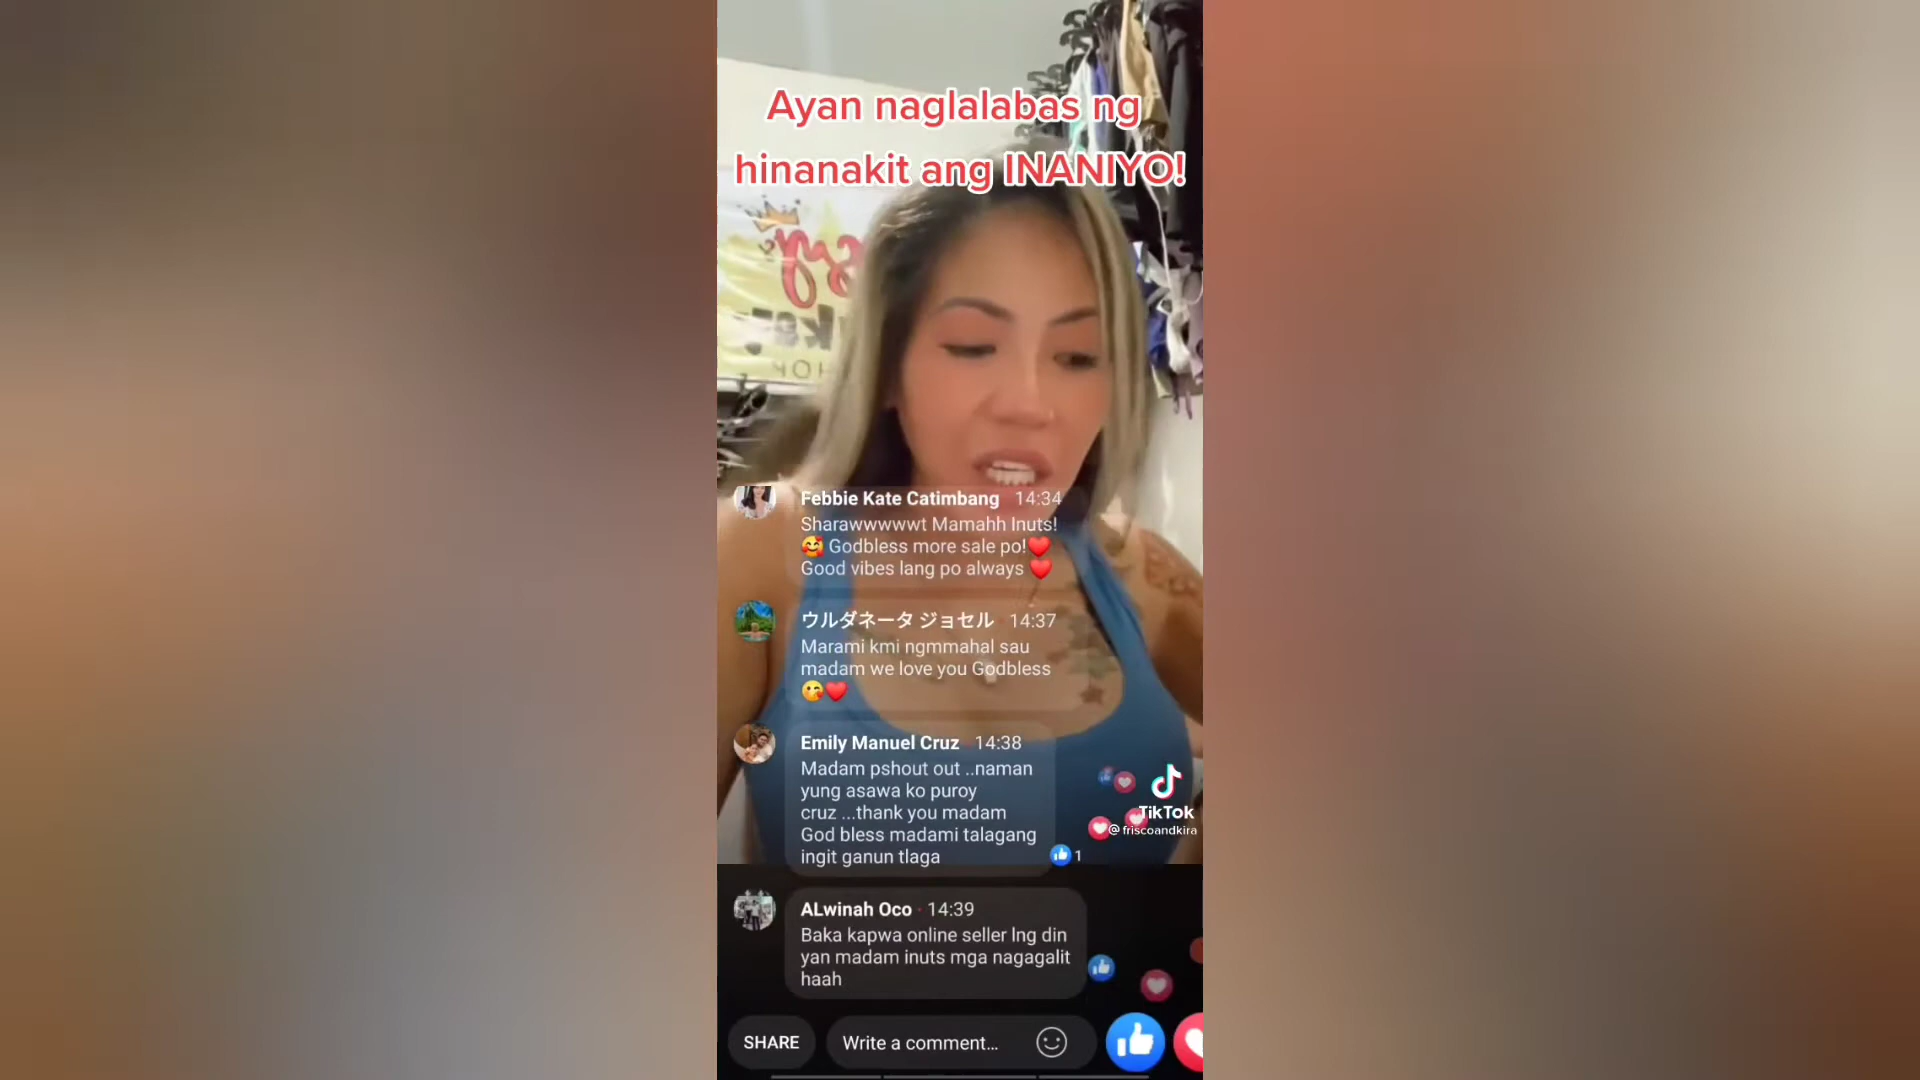 Ayan naglalabas ng
hinanakit ang INANIYO!
Febbie Kate Catimbang 14:34
Sharawwwwwt Mamahh Inuts!
🥰 Godbless more sale po!❤️
Good vibes lang po always ❤️
ウルダネータ ジョセル 14:37
Marami kmi ngmmahal sau
madam we love you Godbless
😘❤️
Emily Manuel Cruz 14:38
Madam pshout out ..naman
yung asawa ko puroy
cruz ...thank you madam
God bless madami talagang
ingit ganun tlaga
1
TikTok
@friscoandkira
ALwinah Oco · 14:39
Baka kapwa online seller lng din
yan madam inuts mga nagagalit
haah
SHARE
Write a comment...